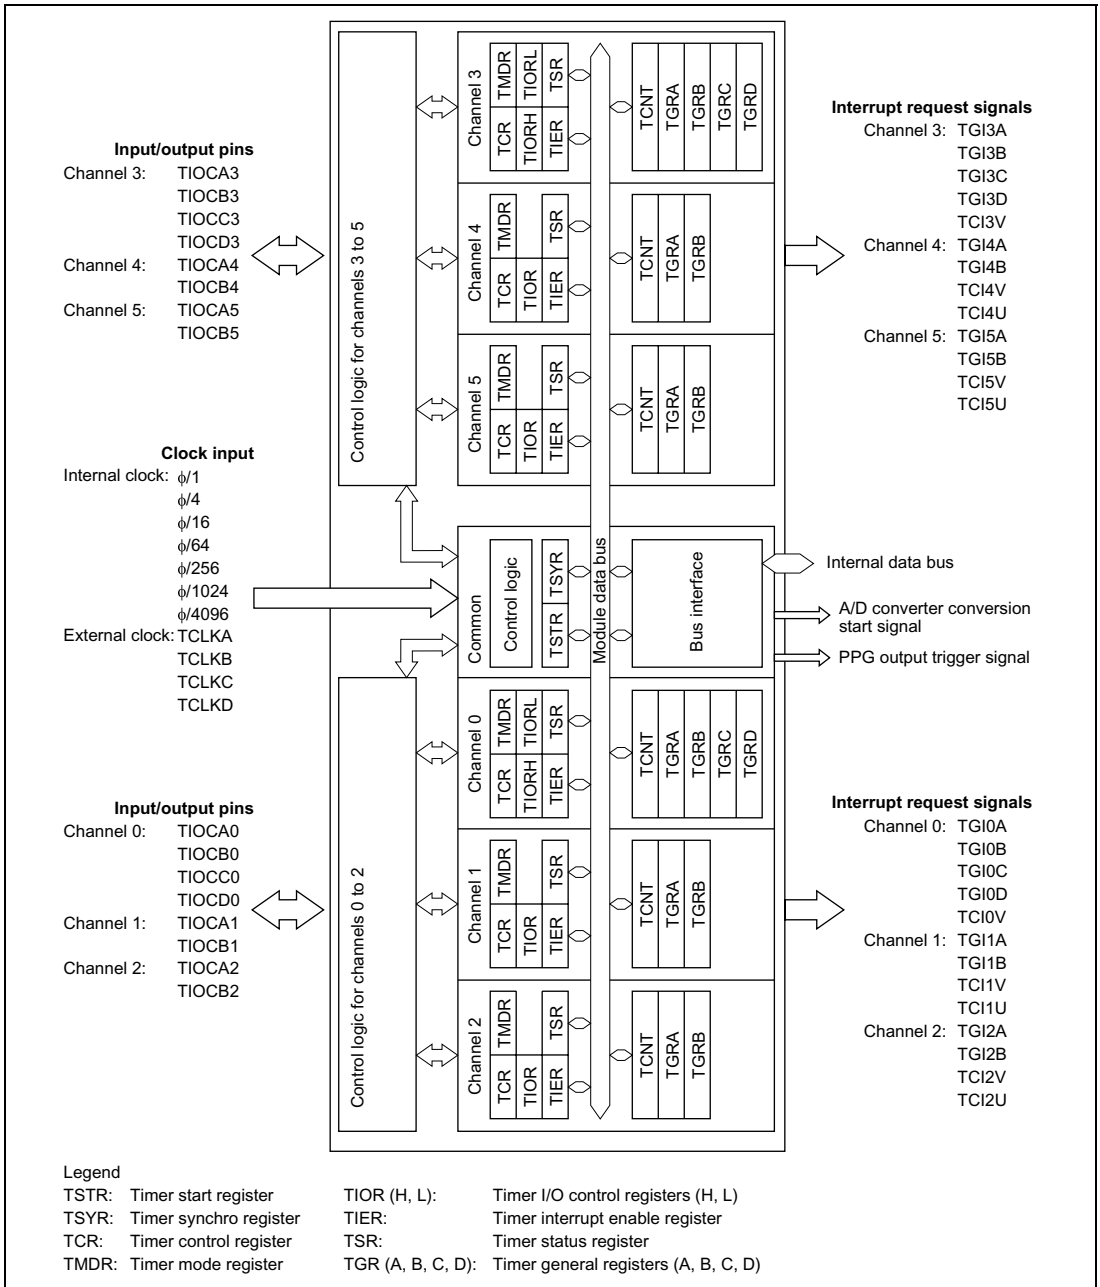 Input/output pins
Channel 3: TIOCA3
TIOCB3
TIOCC3
TIOCD3
Channel 4: TIOCA4
TIOCB4
Channel 5: TIOCA5
TIOCB5
Clock input
Internal clock: ϕ/1
ϕ/4
ϕ/16
ϕ/64
ϕ/256
ϕ/1024
ϕ/4096
External clock: TCLKA
TCLKB
TCLKC
TCLKD
Input/output pins
Channel 0: TIOCA0
TIOCB0
TIOCC0
TIOCD0
Channel 1: TIOCA1
TIOCB1
Channel 2: TIOCA2
TIOCB2
Control logic for channels 3 to 5
Control logic for channels 0 to 2
Channel 3
TCR TMDR
TIORH TIORL
TIER TSR
TCNT
TGRA
TGRB
TGRC
TGRD
Channel 4
TCR TMDR
TIOR
TIER TSR
TCNT
TGRA
TGRB
Channel 5
TCR TMDR
TIOR
TIER TSR
TCNT
TGRA
TGRB
Common
Control logic
TSTR TSYR
Module data bus
Bus interface
Channel 0
TCR TMDR
TIORH TIORL
TIER TSR
TCNT
TGRA
TGRB
TGRC
TGRD
Channel 1
TCR TMDR
TIOR
TIER TSR
TCNT
TGRA
TGRB
Channel 2
TCR TMDR
TIOR
TIER TSR
TCNT
TGRA
TGRB
Interrupt request signals
Channel 3: TGI3A
TGI3B
TGI3C
TGI3D
TCI3V
Channel 4: TGI4A
TGI4B
TCI4V
TCI4U
Channel 5: TGI5A
TGI5B
TCI5V
TCI5U
Internal data bus
A/D converter conversion
start signal
PPG output trigger signal
Interrupt request signals
Channel 0: TGI0A
TGI0B
TGI0C
TGI0D
TCI0V
Channel 1: TGI1A
TGI1B
TCI1V
TCI1U
Channel 2: TGI2A
TGI2B
TCI2V
TCI2U
Legend
TSTR: Timer start register TIOR (H, L): Timer I/O control registers (H, L)
TSYR: Timer synchro register TIER: Timer interrupt enable register
TCR: Timer control register TSR: Timer status register
TMDR: Timer mode register TGR (A, B, C, D): Timer general registers (A, B, C, D)